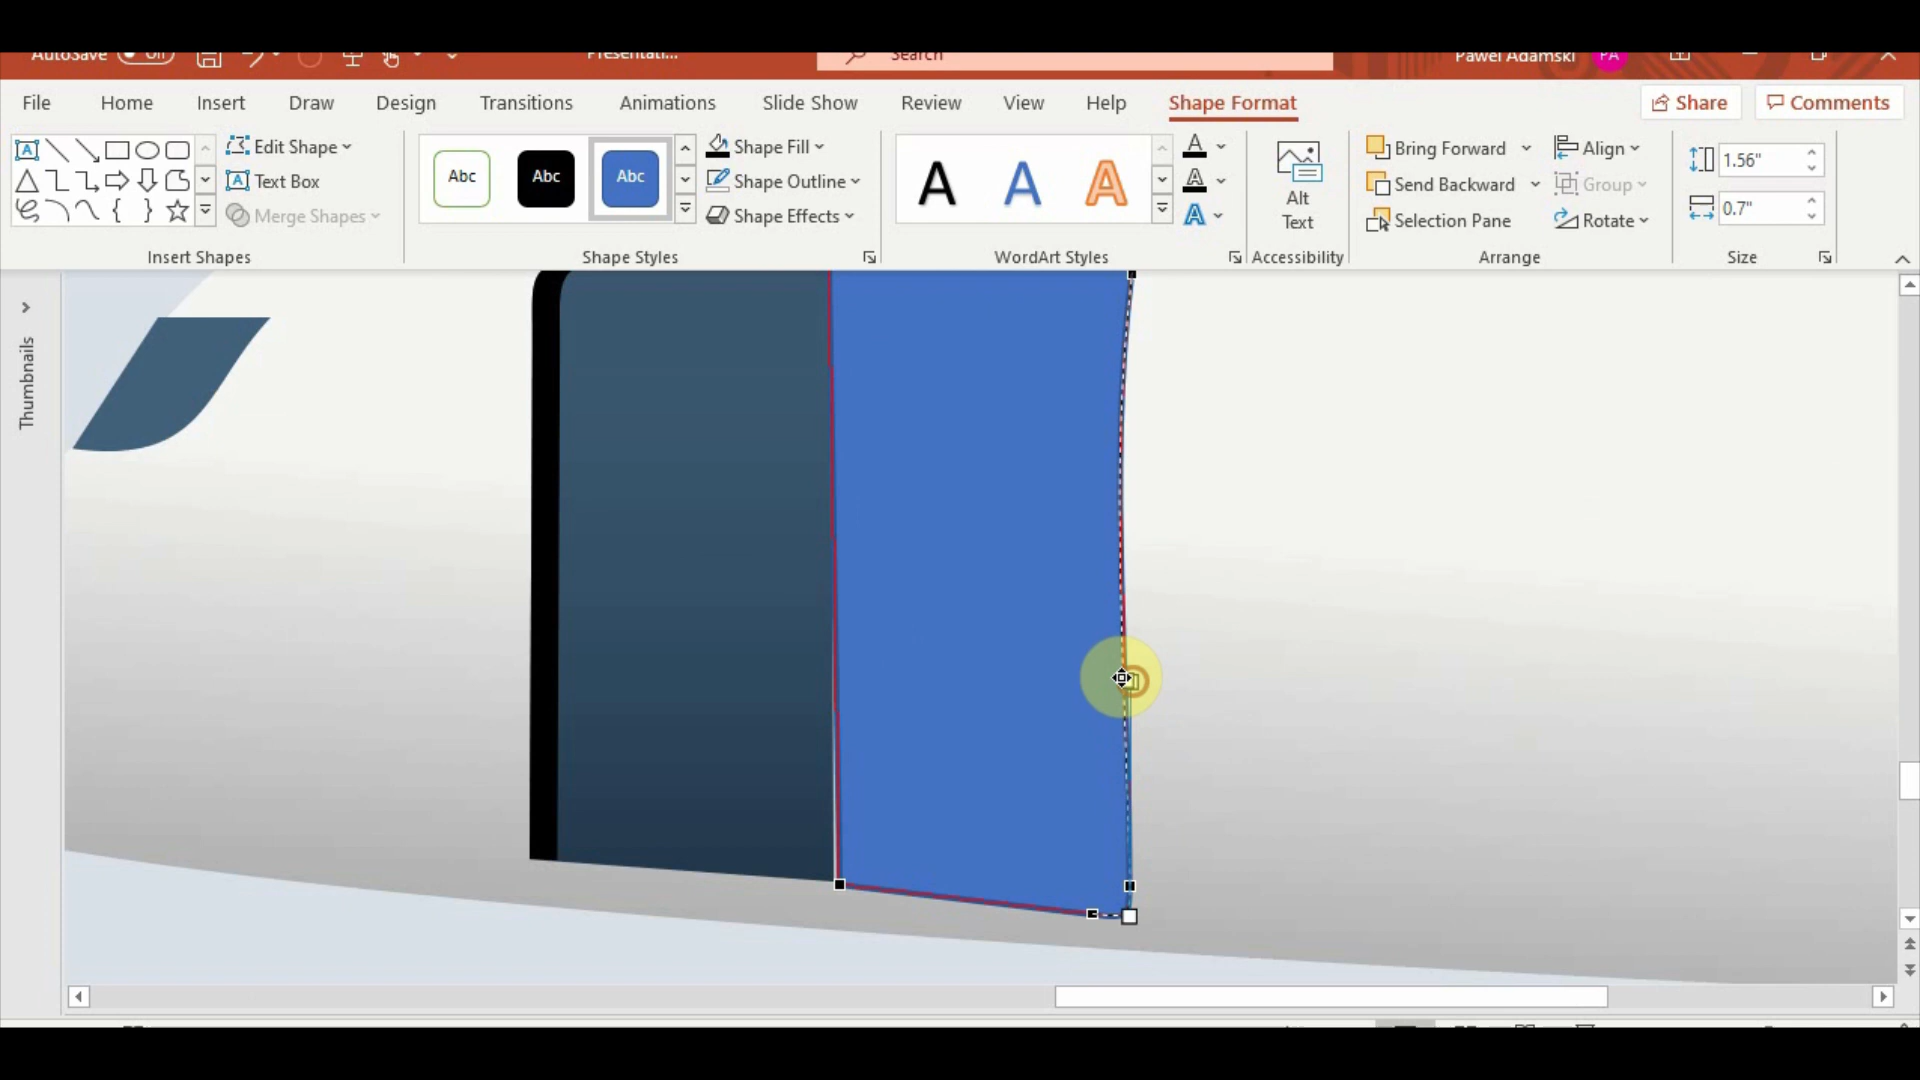 AutoSave Off Presentati... Search Pawel Adamski PA
File Home Insert Draw Design Transitions Animations Slide Show Review View Help Shape Format Share Comments
A Edit Shape Abc Abc Abc Shape Fill A A A A Alt Text Bring Forward Align 1.56"
A Text Box Shape Outline A Send Backward Group
Merge Shapes Shape Effects A Selection Pane Rotate 0.7"
Insert Shapes Shape Styles WordArt Styles Accessibility Arrange Size
Thumbnails